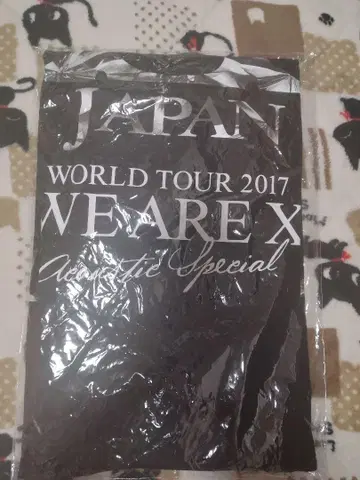 JAPAN
WORLD TOUR 2017
WE ARE X
Acoustic Special